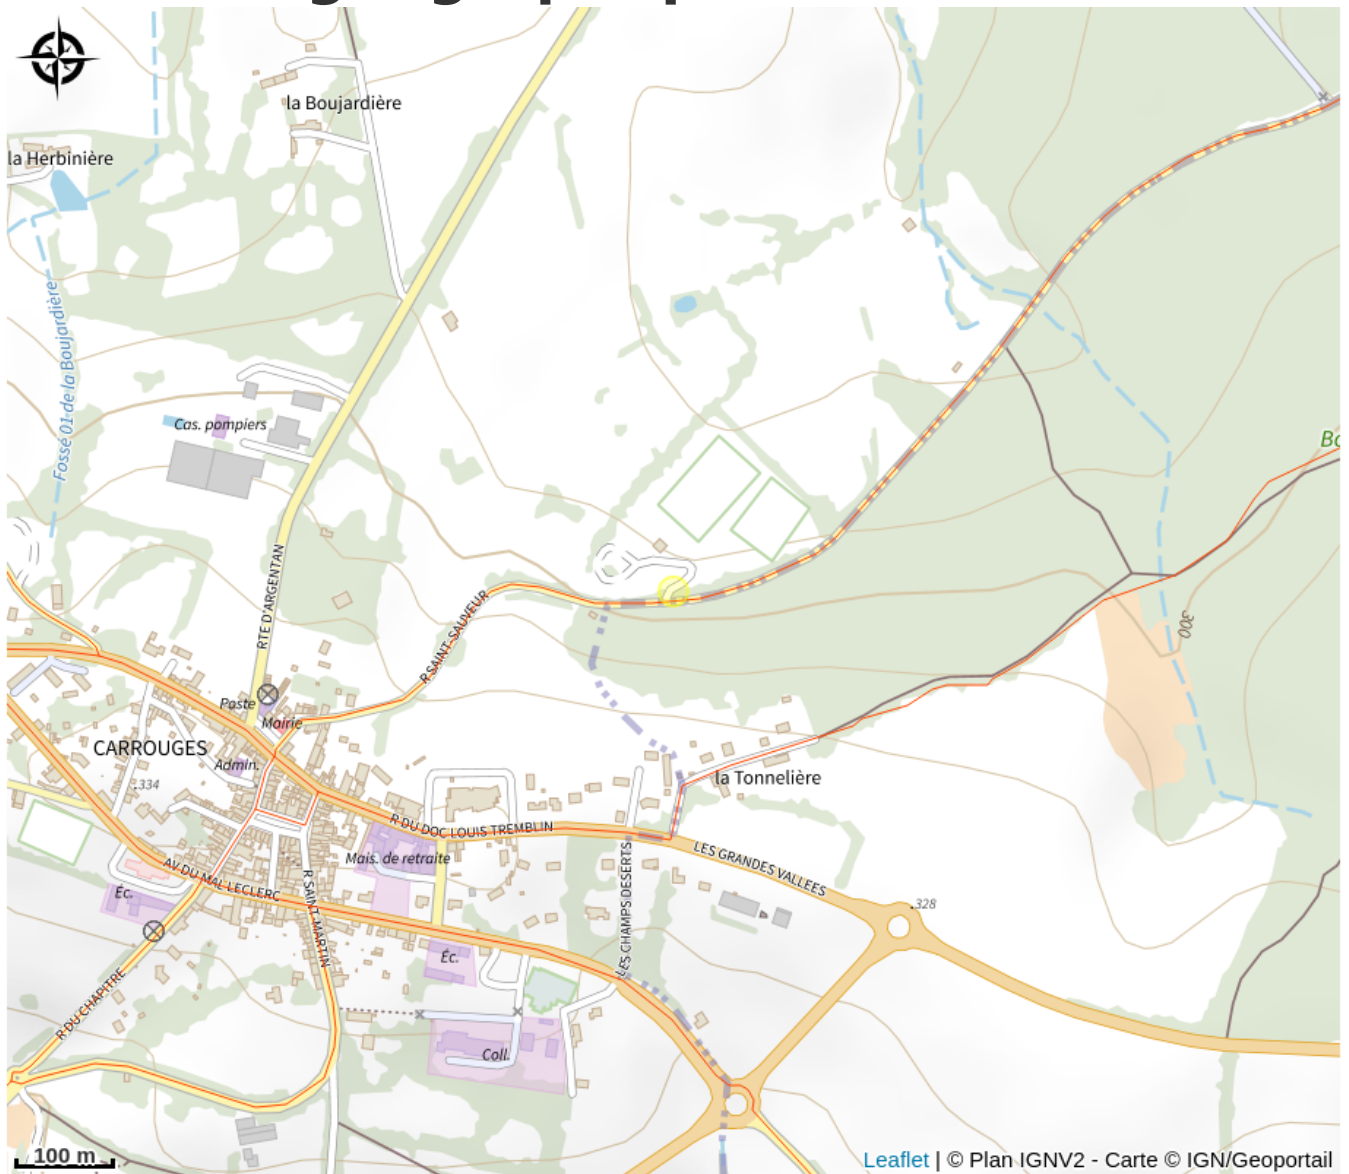 la Boujardière
la Herbinière
Fossé 01 de la Boujardière
Cas. pompiers
Bo
RTE D'ARGENTAN
R SAINT-SAUVEUR
300
Poste
Mairie
CARROUGES
Admin.
.334
la Tonnelière
R DU DOC LOUIS TREMBLIN
Mais. de retraite
LES GRANDES VALLEES
AV DU MAL LECLERC
Éc.
R SAINT-MARTIN
LES CHAMPS DESERTS
.328
Éc.
R DU CHAPITRE
Coll.
100 m
Leaflet | © Plan IGNV2 - Carte © IGN/Geoportail